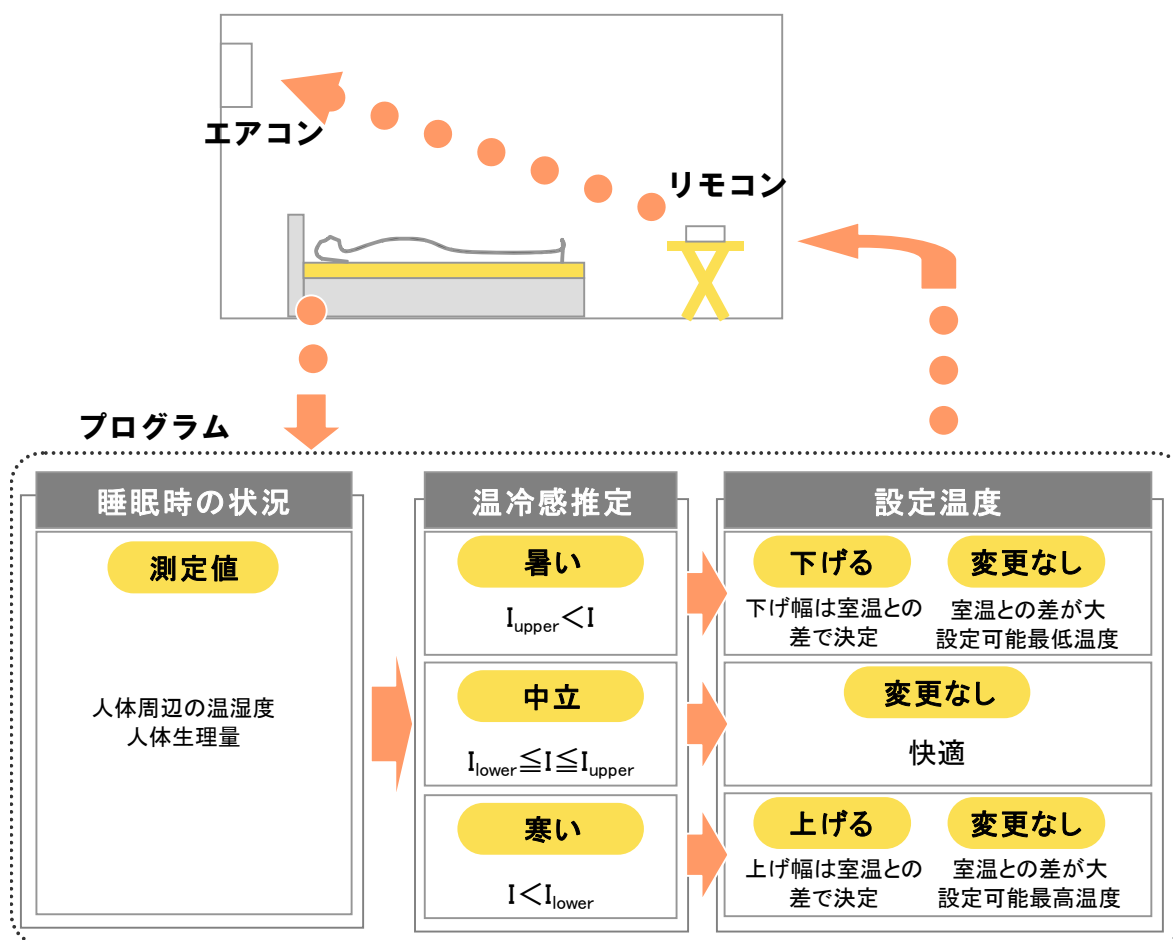 エアコン
リモコン
プログラム
睡眠時の状況
測定値
人体周辺の温湿度
人体生理量
温冷感推定
暑い
Iupper＜I
中立
Ilower≦I≦Iupper
寒い
I＜Ilower
設定温度
下げる
下げ幅は室温との
差で決定
変更なし
室温との差が大
設定可能最低温度
変更なし
快適
上げる
上げ幅は室温との
差で決定
変更なし
室温との差が大
設定可能最高温度